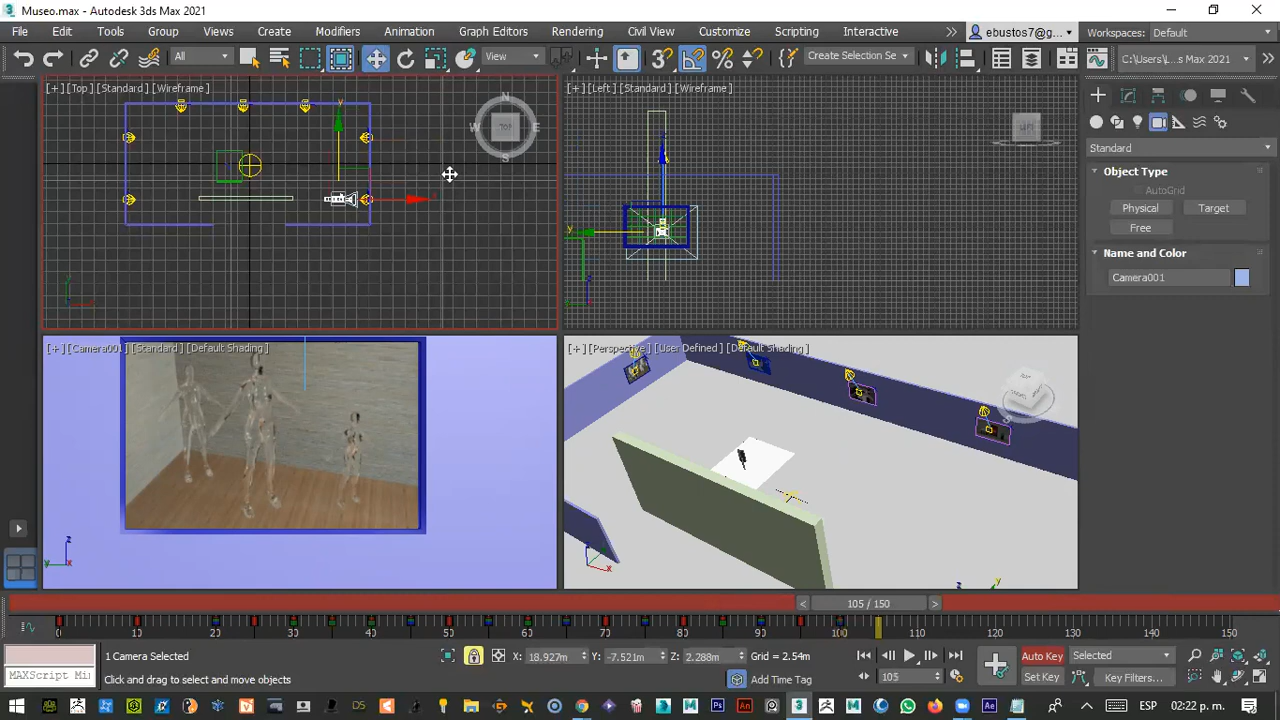 Museo.max - Autodesk 3ds Max 2021
File Edit Tools Group Views Create Modifiers Animation Graph Editors Rendering Civil View Customize Scripting Interactive ebustos7@gm... Workspaces: Default
All View Create Selection Se C:\Users\L...s Max 2021
[+] [Top] [Standard] [Wireframe]
[+] [Left] [Standard] [Wireframe]
Standard
Object Type
AutoGrid
Physical Target
Free
Name and Color
Camera001
[+] [Camera001] [Standard] [Default Shading]
[+] [Perspective] [User Defined] [Default Shading]
105 / 150
0 10 20 30 40 50 60 70 80 90 100 110 120 130 140 150
1 Camera Selected X: 18.927m Y: -7.521m Z: 2.288m Grid = 2.54m Auto Key Selected
MAXScript Mi Click and drag to select and move objects Add Time Tag 105 Set Key Key Filters...
ESP 02:22 p. m.